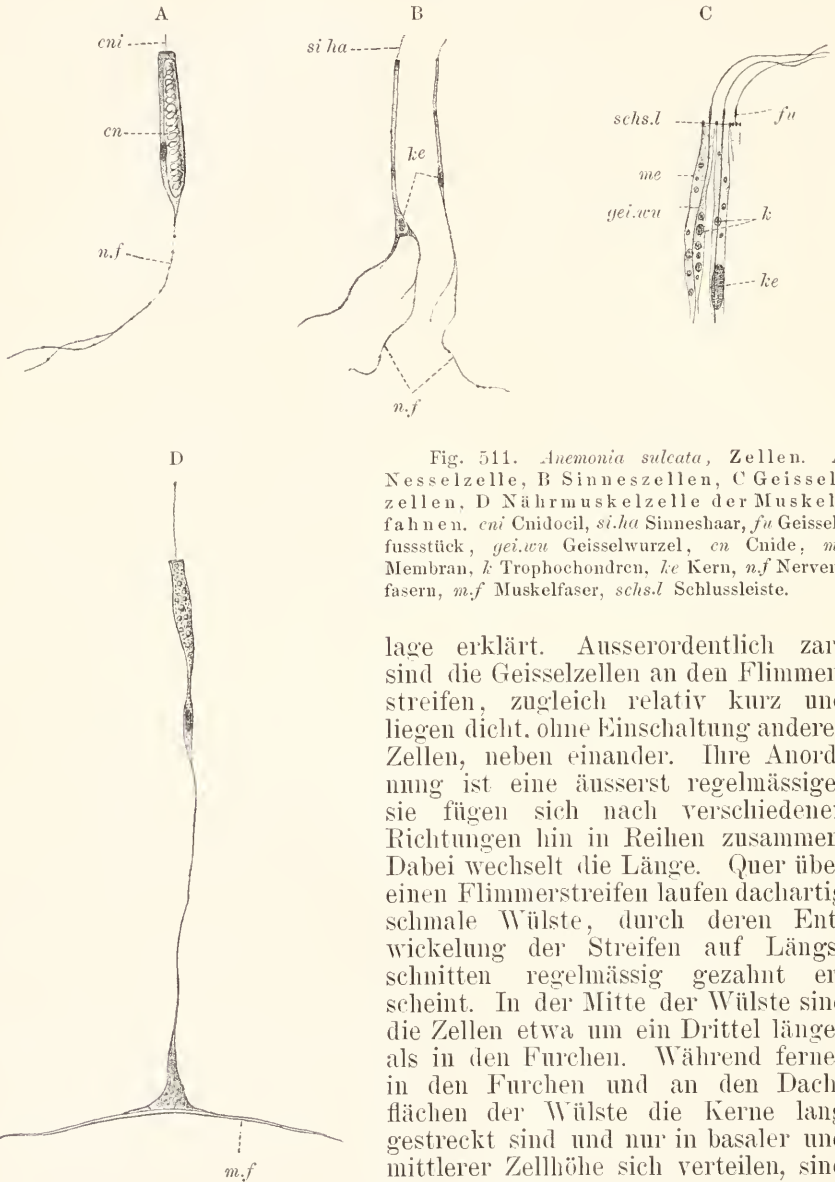 A
B
C
cni
cn
n.f
si ha
ke
n.f
schs.l
fu
me
gei.wu
k
ke
D
m.f
Fig. 511. Anemonia sulcata, Zellen.
Nesselzelle, B Sinneszellen, C Geissel
zellen, D Nährmuskelzelle der Muskel
fahnen. cni Cnidocil, si.ha Sinneshaar, fu Geissel
fussstück, gei.wu Geisselwurzel, cn Cnide, m
Membran, k Trophochondren, ke Kern, n.f Nerven
fasern, m.f Muskelfaser, schs.l Schlussleiste.
lage erklärt. Ausserordentlich zar
sind die Geisselzellen an den Flimmer
streifen, zugleich relativ kurz und
liegen dicht, ohne Einschaltung andere
Zellen, neben einander. Ihre Anord
nung ist eine äusserst regelmässige
sie fügen sich nach verschiedene
Richtungen hin in Reihen zusammen
Dabei wechselt die Länge. Quer übe
einen Flimmerstreifen laufen dachartig
schmale Wülste, durch deren Ent
wickelung der Streifen auf Längs
schnitten regelmässig gezahnt er
scheint. In der Mitte der Wülste sind
die Zellen etwa um ein Drittel länge
als in den Furchen. Während ferne
in den Furchen und an den Dach
flächen der Wülste die Kerne lang
gestreckt sind und nur in basaler und
mittlerer Zellhöhe sich verteilen, sind